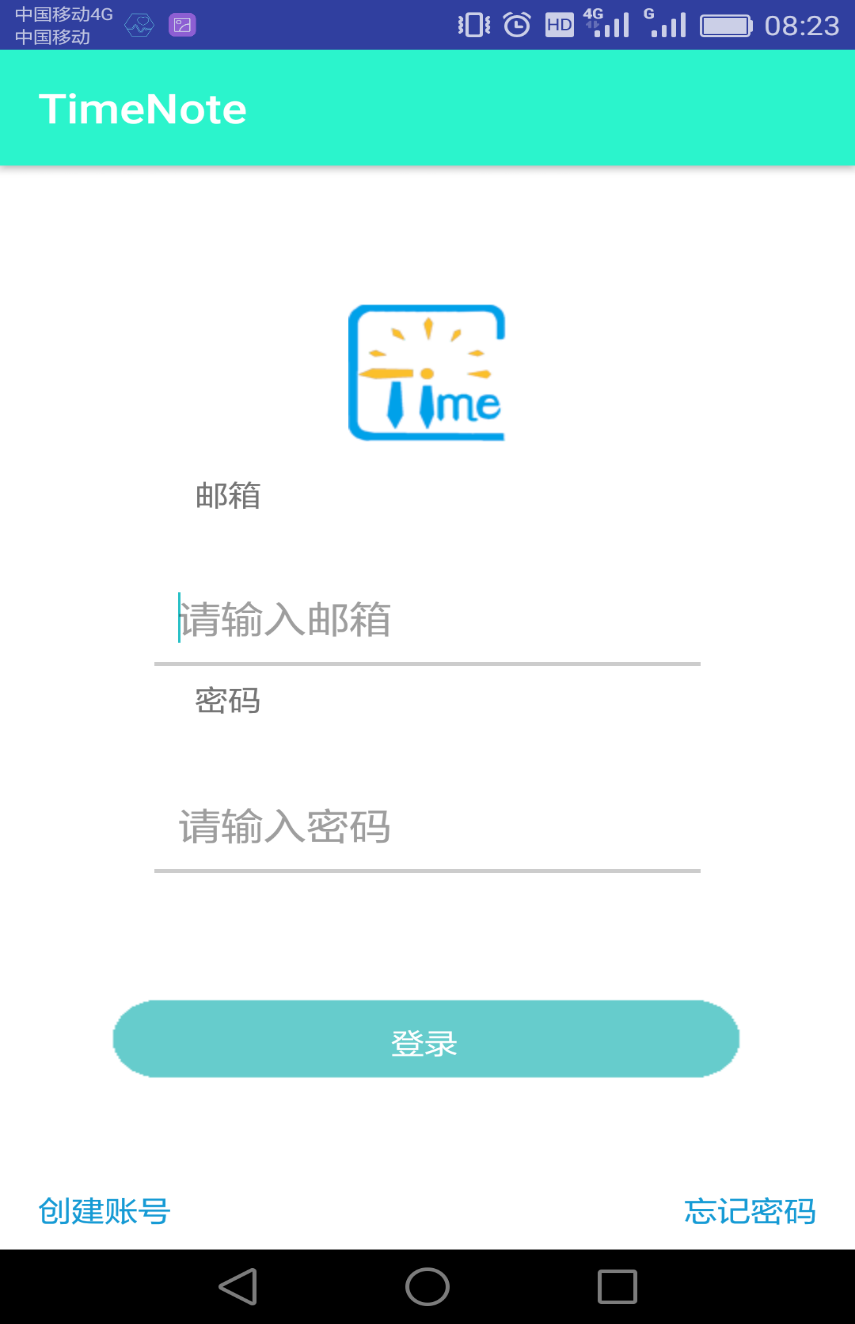 中国移动4G
中国移动
HD 4G G 08:23
TimeNote
Time
邮箱
请输入邮箱
密码
请输入密码
登录
创建账号 忘记密码